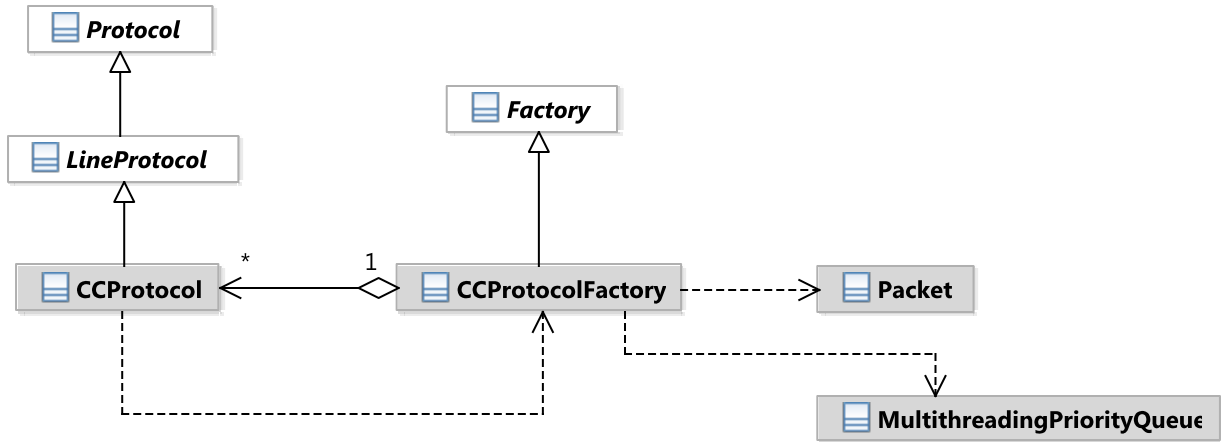 Protocol
Factory
LineProtocol
* 1
CCProtocol
CCProtocolFactory
Packet
MultithreadingPriorityQueue